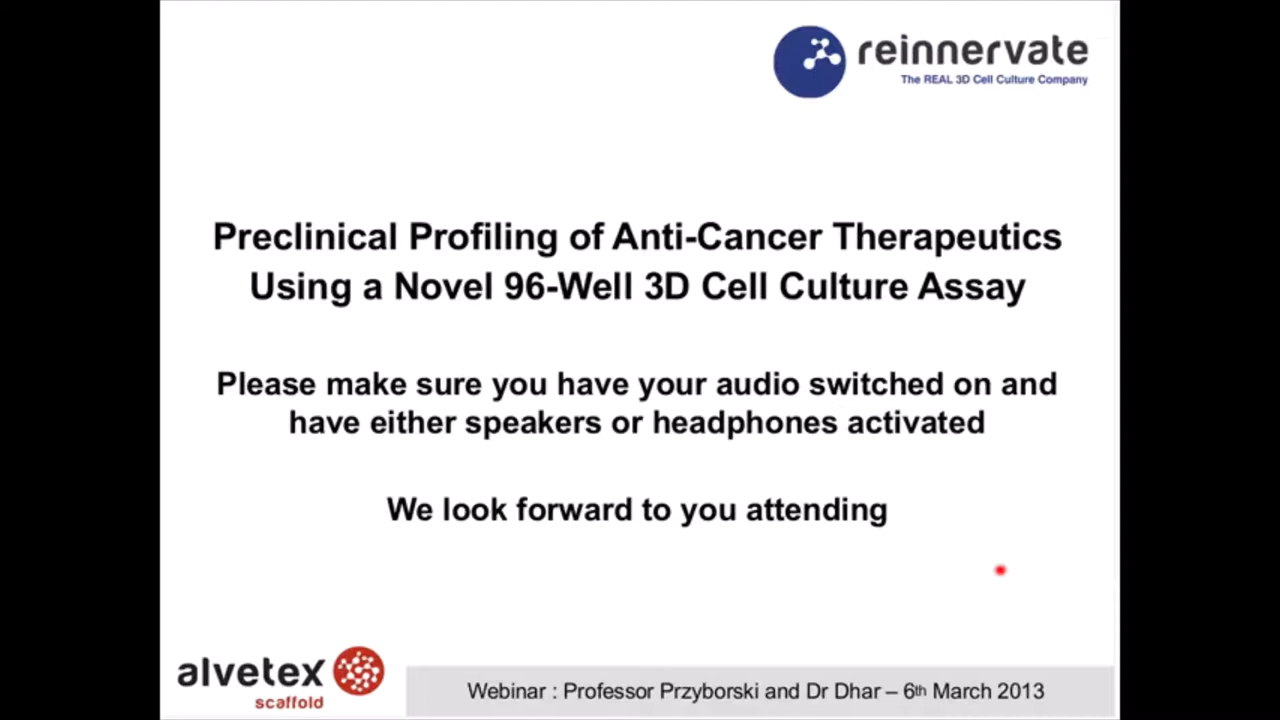 reinnervate
The REAL 3D Cell Culture Company
Preclinical Profiling of Anti-Cancer Therapeutics
Using a Novel 96-Well 3D Cell Culture Assay
Please make sure you have your audio switched on and
have either speakers or headphones activated
We look forward to you attending
alvetex
scaffold
Webinar : Professor Przyborski and Dr Dhar – 6th March 2013